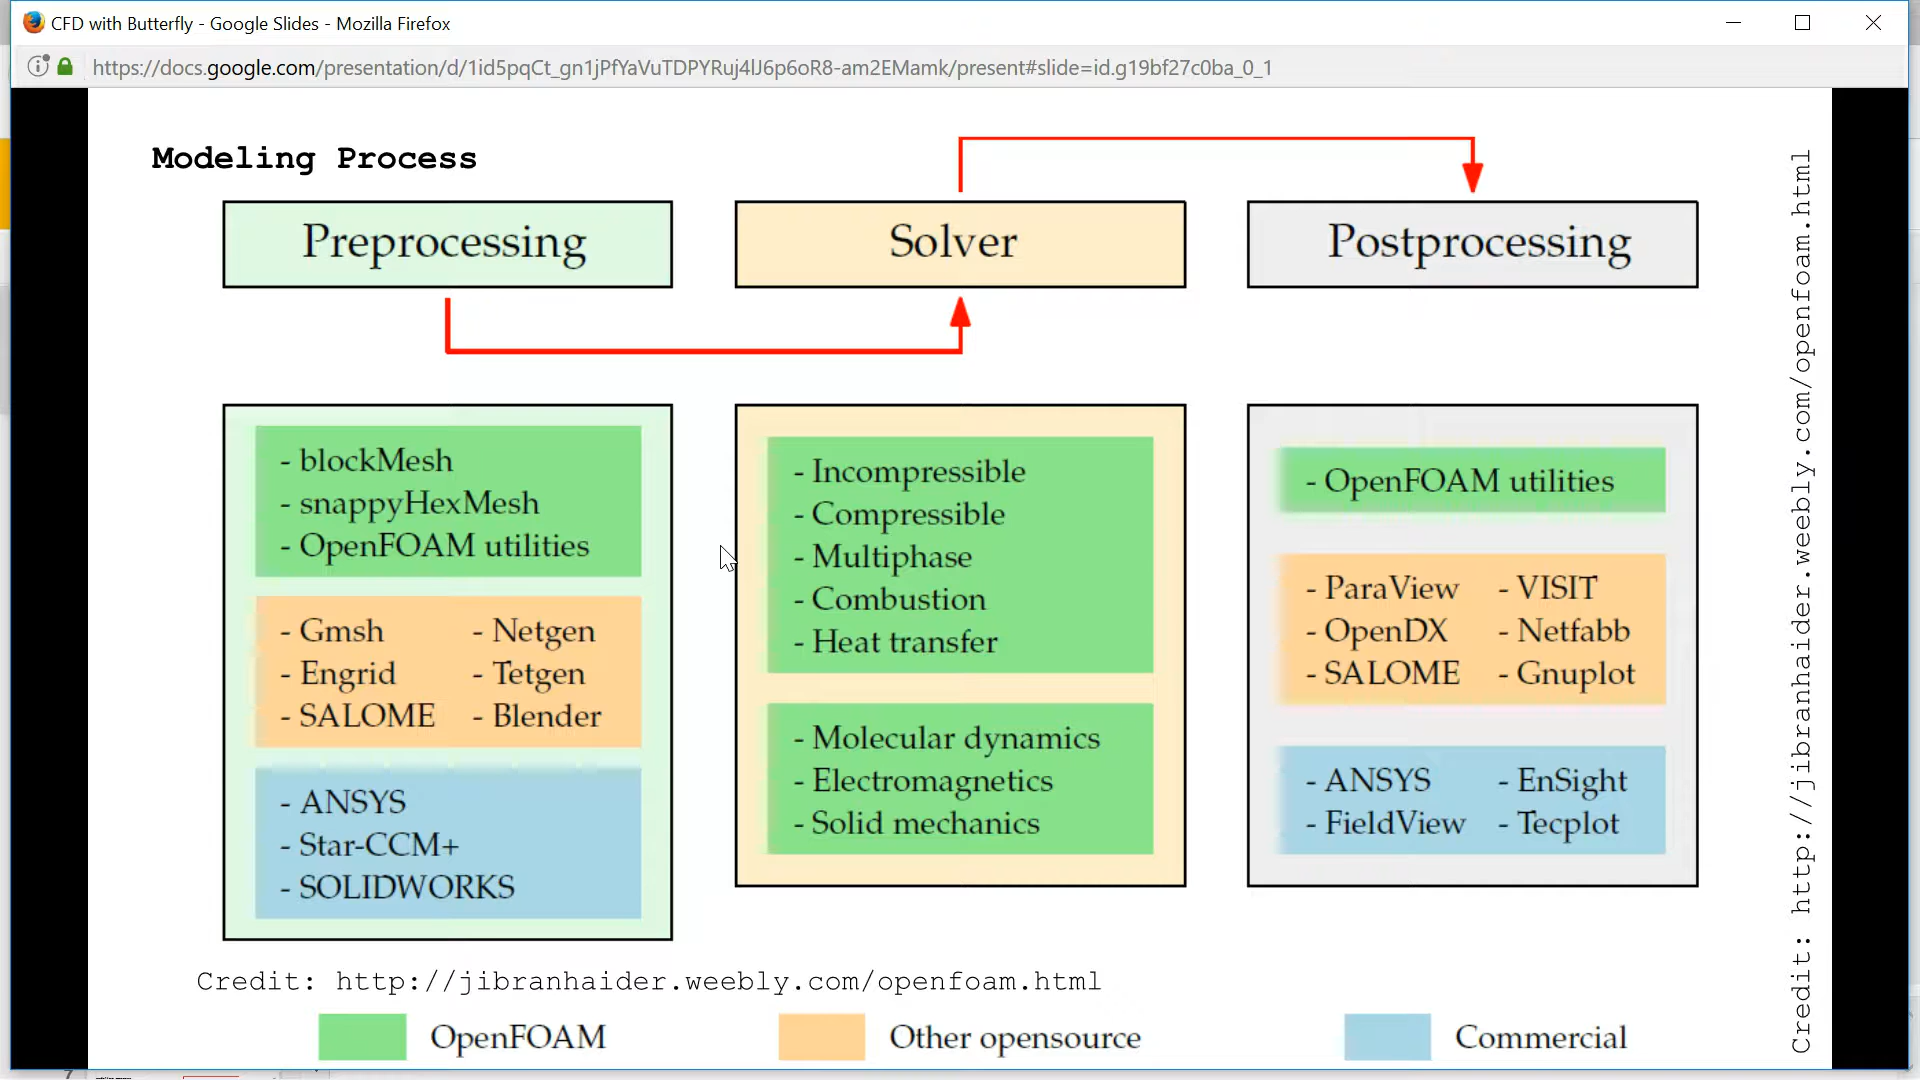 CFD with Butterfly - Google Slides - Mozilla Firefox
https://docs.google.com/presentation/d/1id5pqCt_gn1jPfYaVuTDPYRuj4lJ6p6oR8-am2EMamk/present#slide=id.g19bf27c0ba_0_1
Modeling Process
Preprocessing
Solver
Postprocessing
- blockMesh
- snappyHexMesh
- OpenFOAM utilities
- Gmsh - Netgen
- Engrid - Tetgen
- SALOME - Blender
- ANSYS
- Star-CCM+
- SOLIDWORKS
- Incompressible
- Compressible
- Multiphase
- Combustion
- Heat transfer
- Molecular dynamics
- Electromagnetics
- Solid mechanics
- OpenFOAM utilities
- ParaView - VISIT
- OpenDX - Netfabb
- SALOME - Gnuplot
- ANSYS - EnSight
- FieldView - Tecplot
Credit: http://jibranhaider.weebly.com/openfoam.html
Credit: http://jibranhaider.weebly.com/openfoam.html
OpenFOAM
Other opensource
Commercial
7